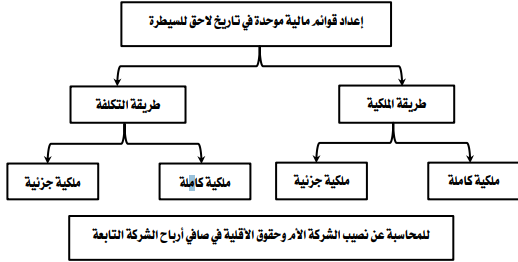 إعداد قوائم مالية موحدة في تاريخ لاحق للسيطرة
طريقة الملكية
طريقة التكلفة
ملكية كاملة
ملكية جزئية
ملكية كاملة
ملكية جزئية
للمحاسبة عن نصيب الشركة الأم وحقوق الأقلية في صافي أرباح الشركة التابعة